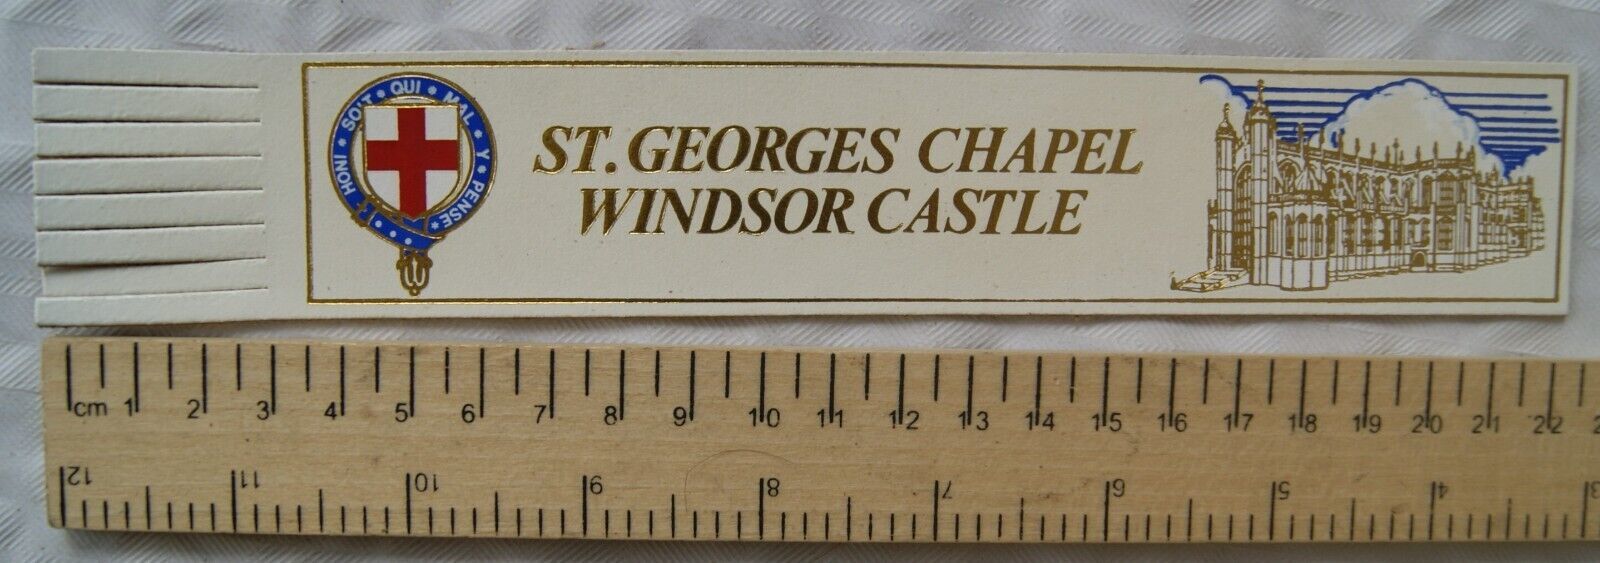 HONI * SOIT * QUI * MAL * Y * PENSE
ST. GEORGES CHAPEL
WINDSOR CASTLE
cm 1 2 3 4 5 6 7 8 9 10 11 12 13 14 15 16 17 18 19 20 21 22
12 11 10 9 8 7 6 5 4 3